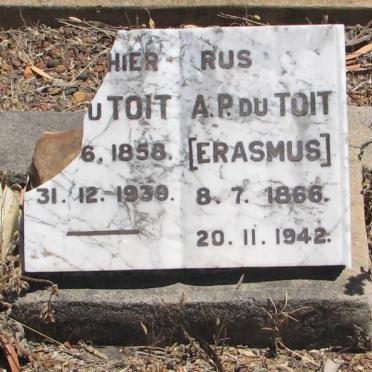 HIER RUS
U TOIT A.P. DU TOIT
6. 1858. [ERASMUS]
31. 12. 1939. 8. 7. 1866.
20. 11. 1942.